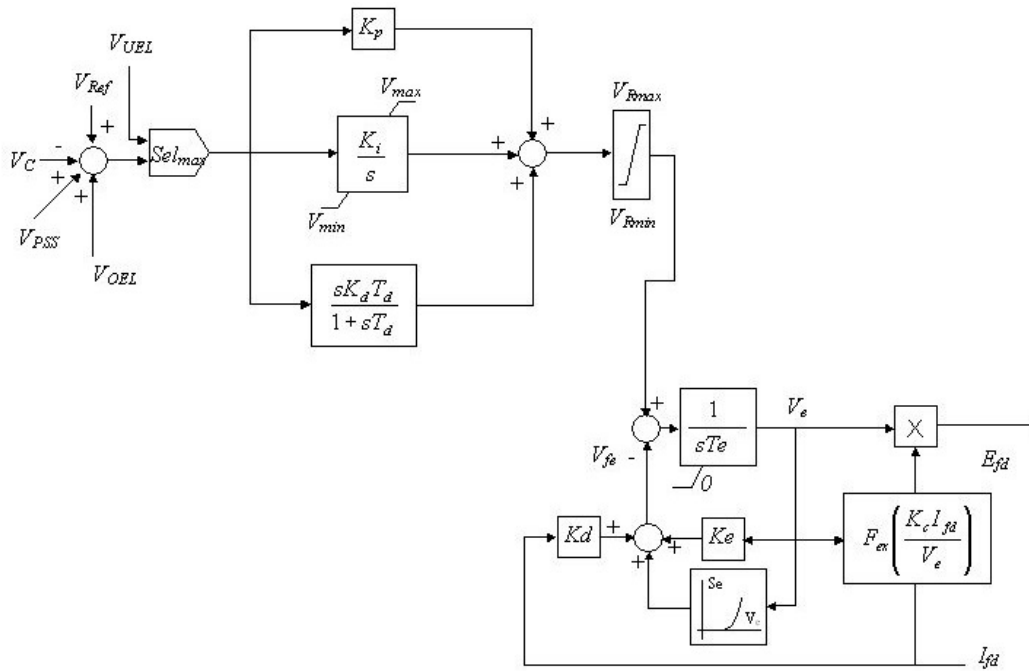 K_p
V_UEL
V_Ref
V_max
V_Rmax
+
+
-
V_C
Sel_max
K_i
s
+
+
+
+
+
V_min
V_Rmin
V_PSS
V_OEL
sK_d T_d
1 + sT_d
+
1
sTe
V_e
X
V_fe
-
0
E_fd
Kd
+
+
+
Ke
F_ex ( K_c I_fd
V_e )
Se
V_e
I_fd